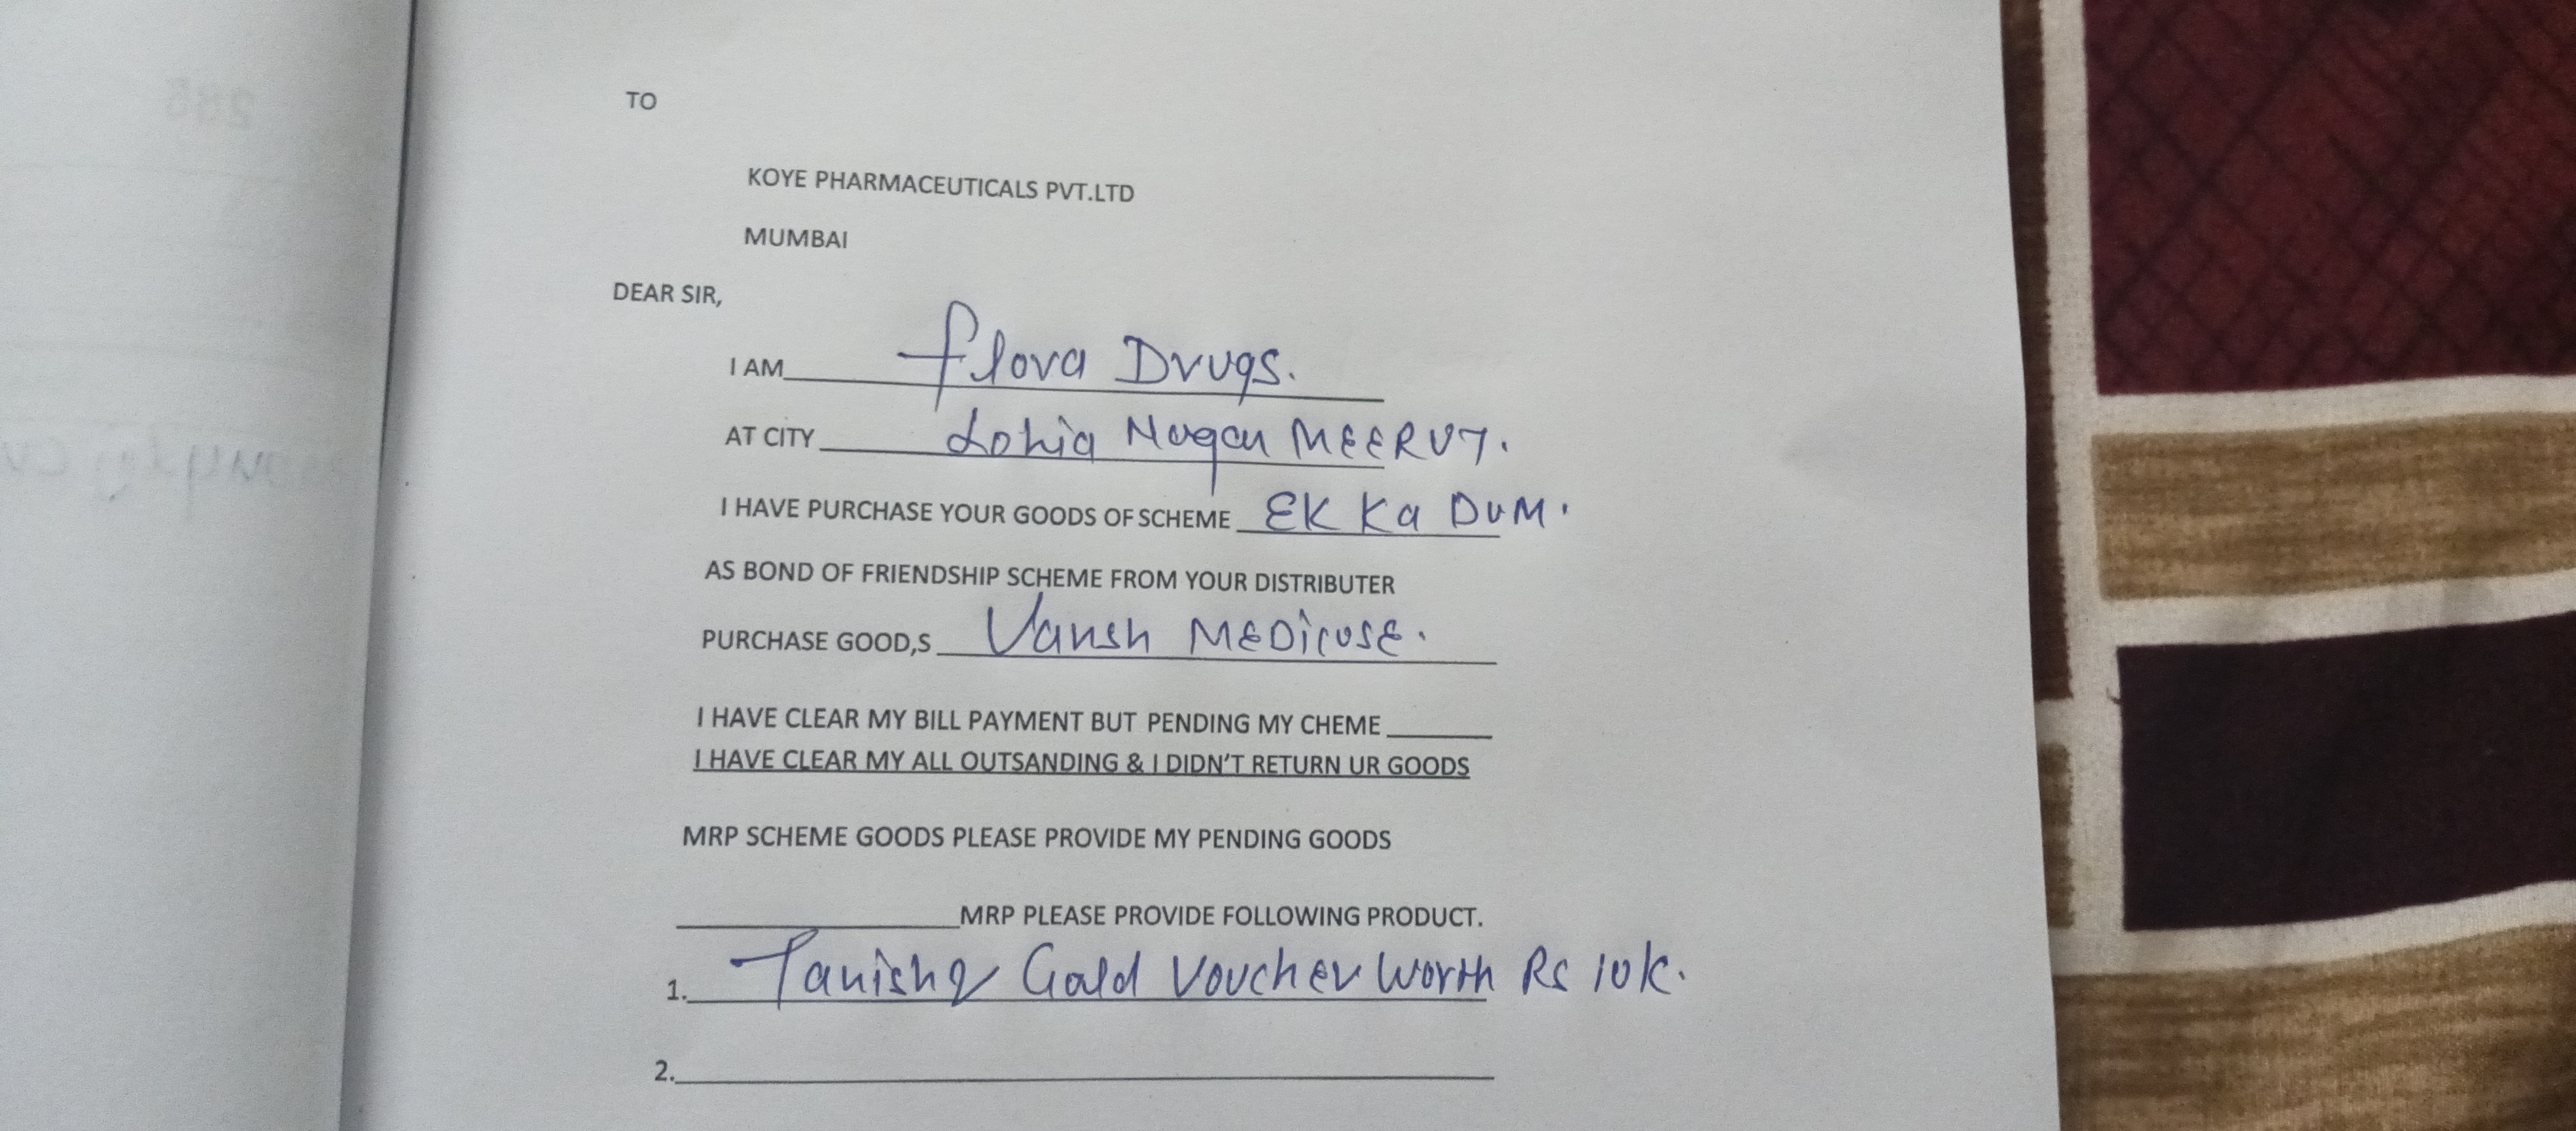 TO
KOYE PHARMACEUTICALS PVT.LTD
MUMBAI
DEAR SIR,
I AM flova Drugs.
AT CITY Lohia Nagar MEERUT.
I HAVE PURCHASE YOUR GOODS OF SCHEME EK Ka DUM.
AS BOND OF FRIENDSHIP SCHEME FROM YOUR DISTRIBUTER
PURCHASE GOOD,S Vansh MEDicose.
I HAVE CLEAR MY BILL PAYMENT BUT PENDING MY CHEME
I HAVE CLEAR MY ALL OUTSANDING & I DIDN'T RETURN UR GOODS
MRP SCHEME GOODS PLEASE PROVIDE MY PENDING GOODS
MRP PLEASE PROVIDE FOLLOWING PRODUCT.
1. Tanishq Gold Voucher Worth Rs 10k.
2.